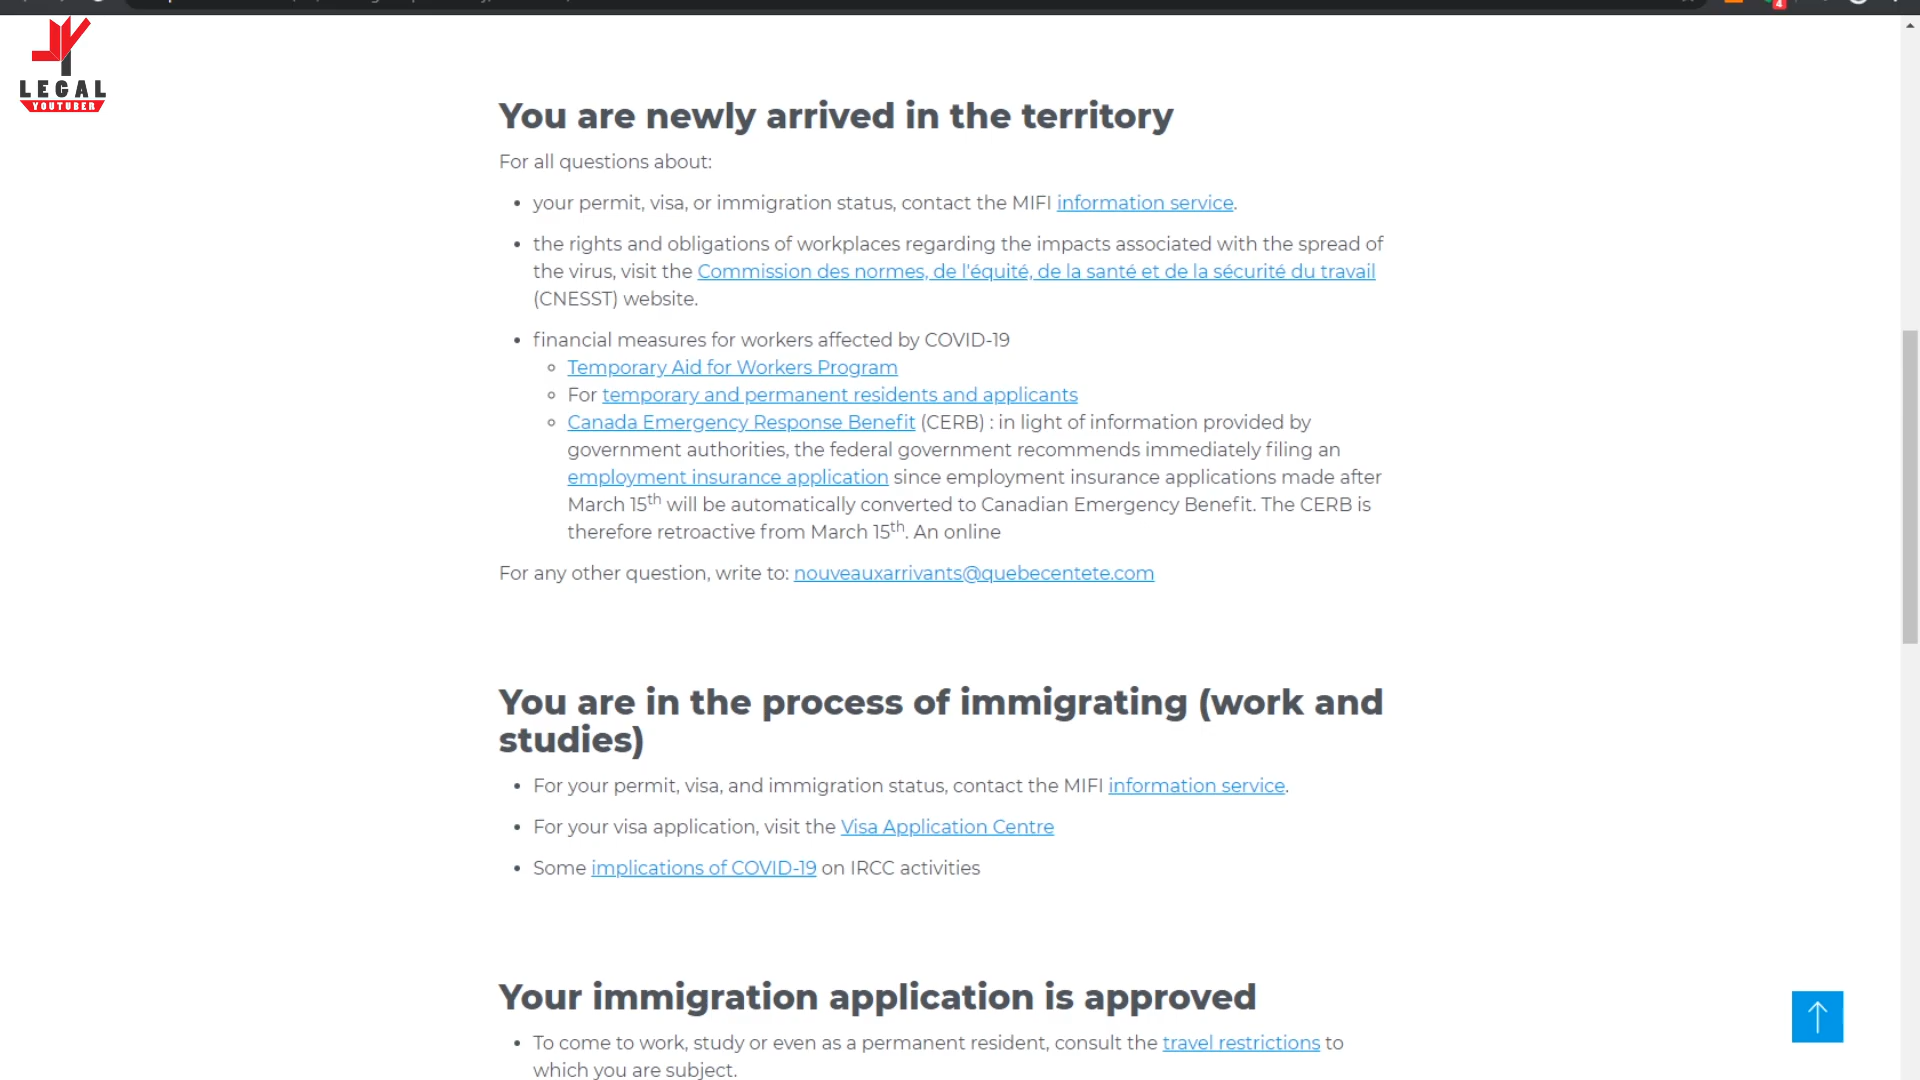 4
LEGAL
YOUTUBER
You are newly arrived in the territory
For all questions about:
• your permit, visa, or immigration status, contact the MIFI information service.
• the rights and obligations of workplaces regarding the impacts associated with the spread of
the virus, visit the Commission des normes, de l'équité, de la santé et de la sécurité du travail
(CNESST) website.
• financial measures for workers affected by COVID-19
◦ Temporary Aid for Workers Program
◦ For temporary and permanent residents and applicants
◦ Canada Emergency Response Benefit (CERB) : in light of information provided by
government authorities, the federal government recommends immediately filing an
employment insurance application since employment insurance applications made after
March 15th will be automatically converted to Canadian Emergency Benefit. The CERB is
therefore retroactive from March 15th. An online
For any other question, write to: nouveauxarrivants@quebecentete.com
You are in the process of immigrating (work and
studies)
• For your permit, visa, and immigration status, contact the MIFI information service.
• For your visa application, visit the Visa Application Centre
• Some implications of COVID-19 on IRCC activities
Your immigration application is approved
• To come to work, study or even as a permanent resident, consult the travel restrictions to
which you are subject.